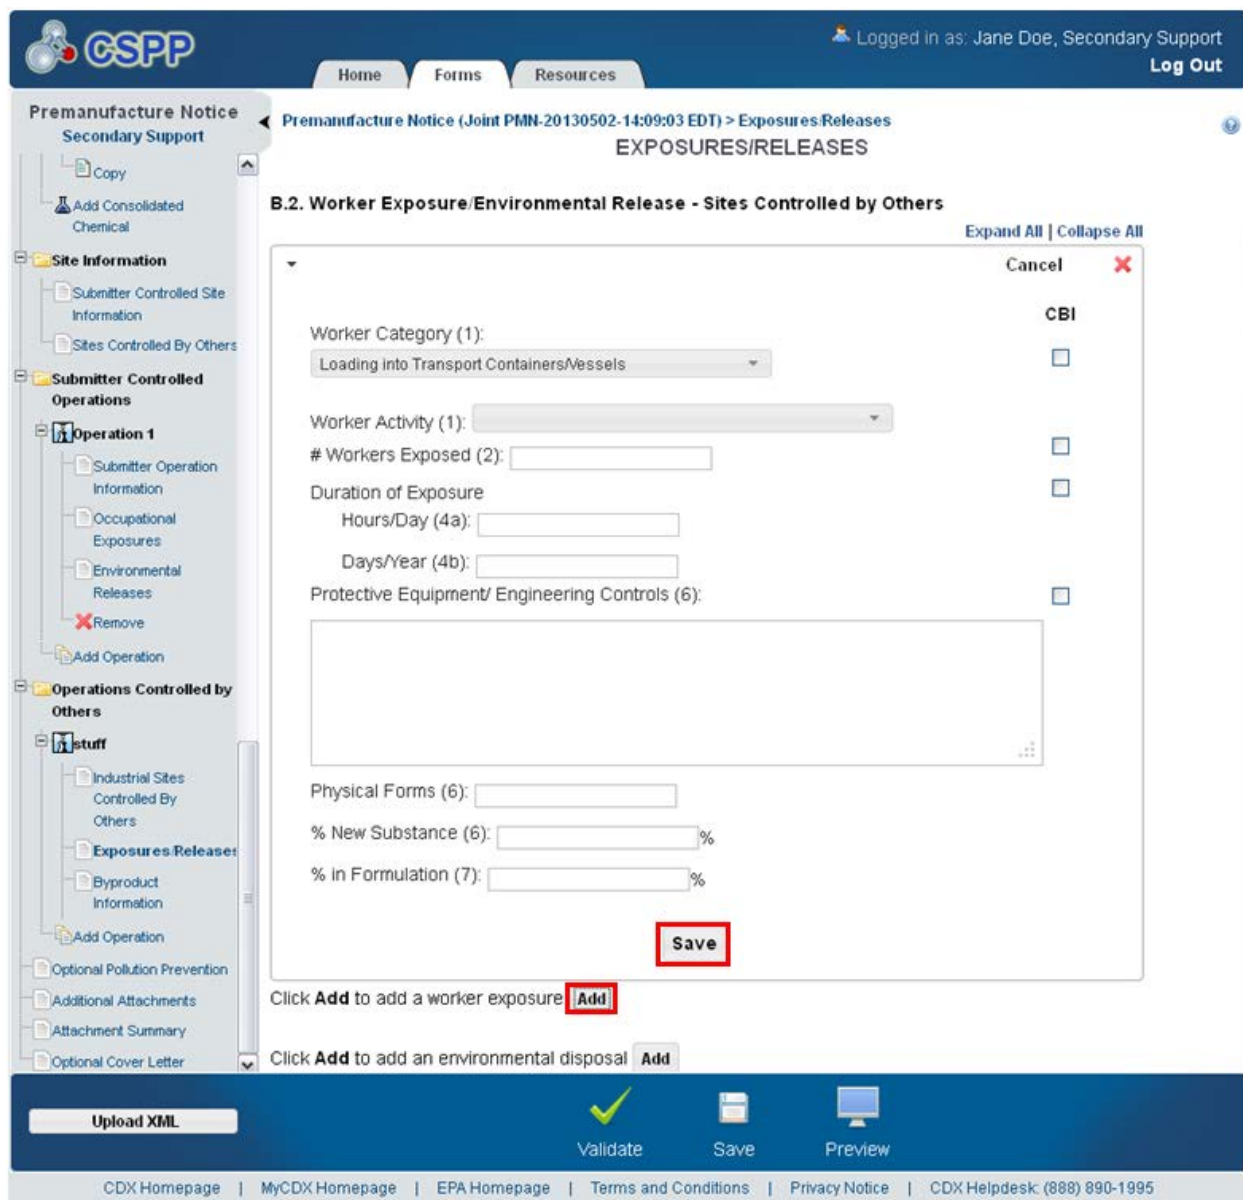 CSPP
Logged in as: Jane Doe, Secondary Support
Log Out
Home
Forms
Resources
Premanufacture Notice
Secondary Support
Copy
Add Consolidated
Chemical
Site Information
Submitter Controlled Site
Information
Sites Controlled By Others
Submitter Controlled
Operations
Operation 1
Submitter Operation
Information
Occupational
Exposures
Environmental
Releases
Remove
Add Operation
Operations Controlled by
Others
stuff
Industrial Sites
Controlled By
Others
Exposures/Releases
Byproduct
Information
Add Operation
Optional Pollution Prevention
Additional Attachments
Attachment Summary
Optional Cover Letter
Premanufacture Notice (Joint PMN-20130502-14:09:03 EDT) > Exposures/Releases
EXPOSURES/RELEASES
B.2. Worker Exposure/Environmental Release - Sites Controlled by Others
Expand All | Collapse All
Cancel
CBI
Worker Category (1):
Loading into Transport Containers/Vessels
Worker Activity (1):
# Workers Exposed (2):
Duration of Exposure
Hours/Day (4a):
Days/Year (4b):
Protective Equipment/ Engineering Controls (6):
Physical Forms (6):
% New Substance (6): %
% in Formulation (7): %
Save
Click Add to add a worker exposure Add
Click Add to add an environmental disposal Add
Upload XML
Validate
Save
Preview
CDX Homepage | MyCDX Homepage | EPA Homepage | Terms and Conditions | Privacy Notice | CDX Helpdesk: (888) 890-1995